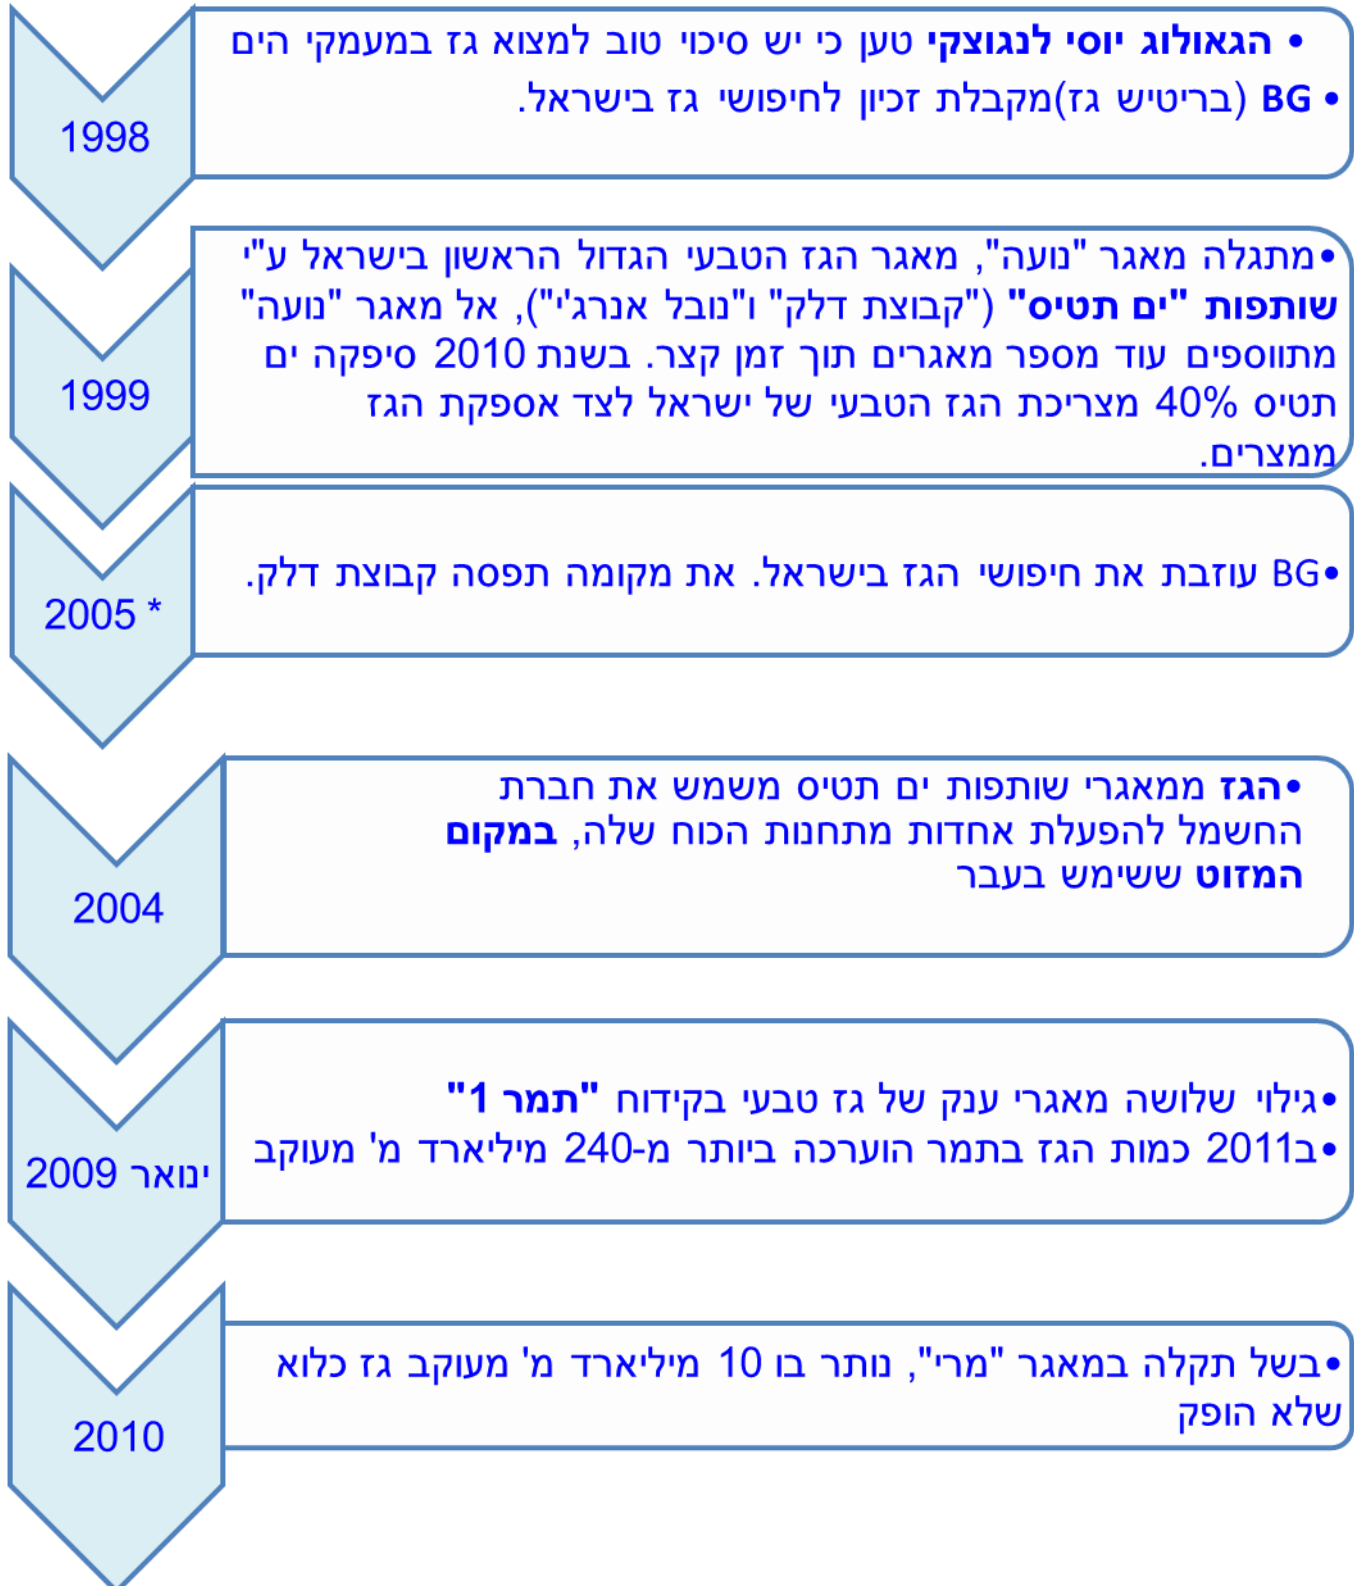 • הגאולוג יוסי לנגוצקי טען כי יש סיכוי טוב למצוא גז במעמקי הים
• BG (בריטיש גז)מקבלת זכיון לחיפושי גז בישראל.
1998
•מתגלה מאגר "נועה", מאגר הגז הטבעי הגדול הראשון בישראל ע"י
שותפות "ים תטיס" ("קבוצת דלק" ו"נובל אנרג'י"), אל מאגר "נועה"
מתווספים עוד מספר מאגרים תוך זמן קצר. בשנת 2010 סיפקה ים
תטיס 40% מצריכת הגז הטבעי של ישראל לצד אספקת הגז
ממצרים.
1999
•BG עוזבת את חיפושי הגז בישראל. את מקומה תפסה קבוצת דלק.
2005 *
•הגז ממאגרי שותפות ים תטיס משמש את חברת
החשמל להפעלת אחדות מתחנות הכוח שלה, במקום
המזוט ששימש בעבר
2004
•גילוי שלושה מאגרי ענק של גז טבעי בקידוח "תמר 1"
•ב2011 כמות הגז בתמר הוערכה ביותר מ-240 מיליארד מ' מעוקב
ינואר 2009
•בשל תקלה במאגר "מרי", נותר בו 10 מיליארד מ' מעוקב גז כלוא
שלא הופק
2010